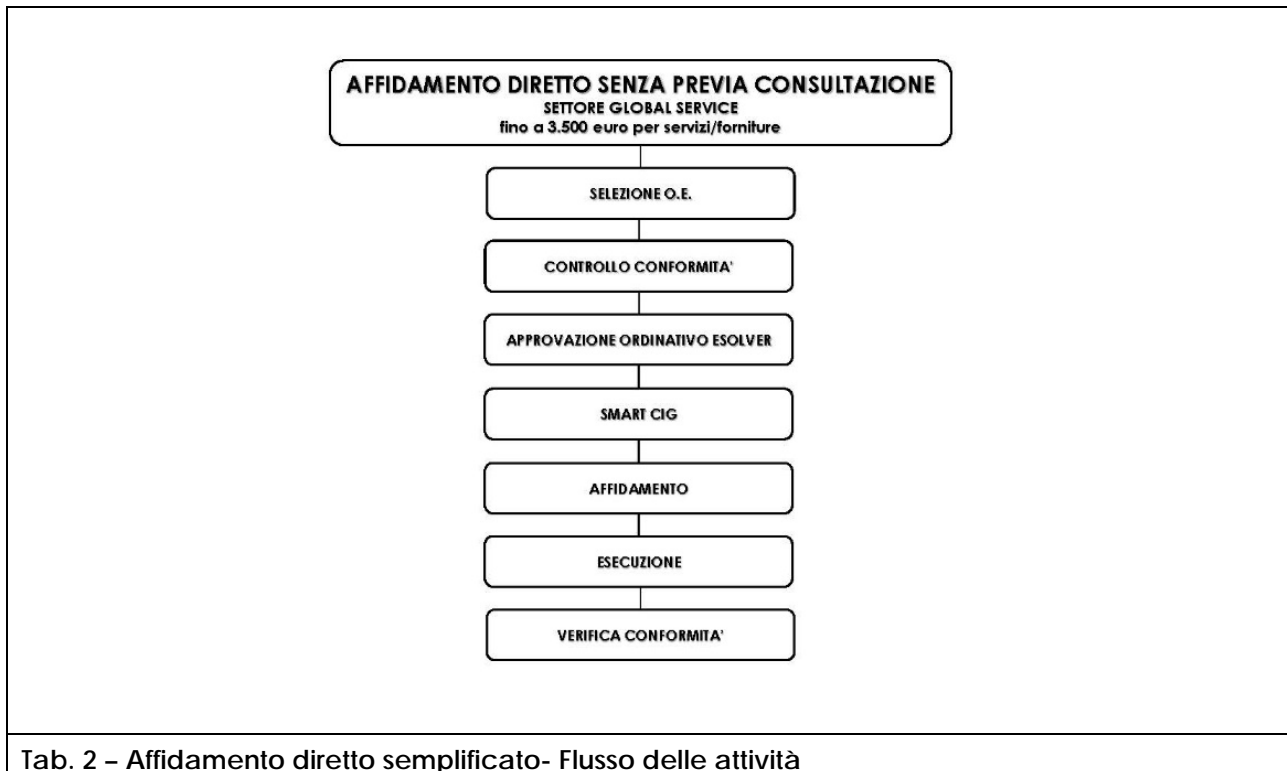 AFFIDAMENTO DIRETTO SENZA PREVIA CONSULTAZIONE
SETTORE GLOBAL SERVICE
fino a 3.500 euro per servizi/forniture
SELEZIONE O.E.
CONTROLLO CONFORMITA'
APPROVAZIONE ORDINATIVO ESOLVER
SMART CIG
AFFIDAMENTO
ESECUZIONE
VERIFICA CONFORMITA'
Tab. 2 – Affidamento diretto semplificato- Flusso delle attività